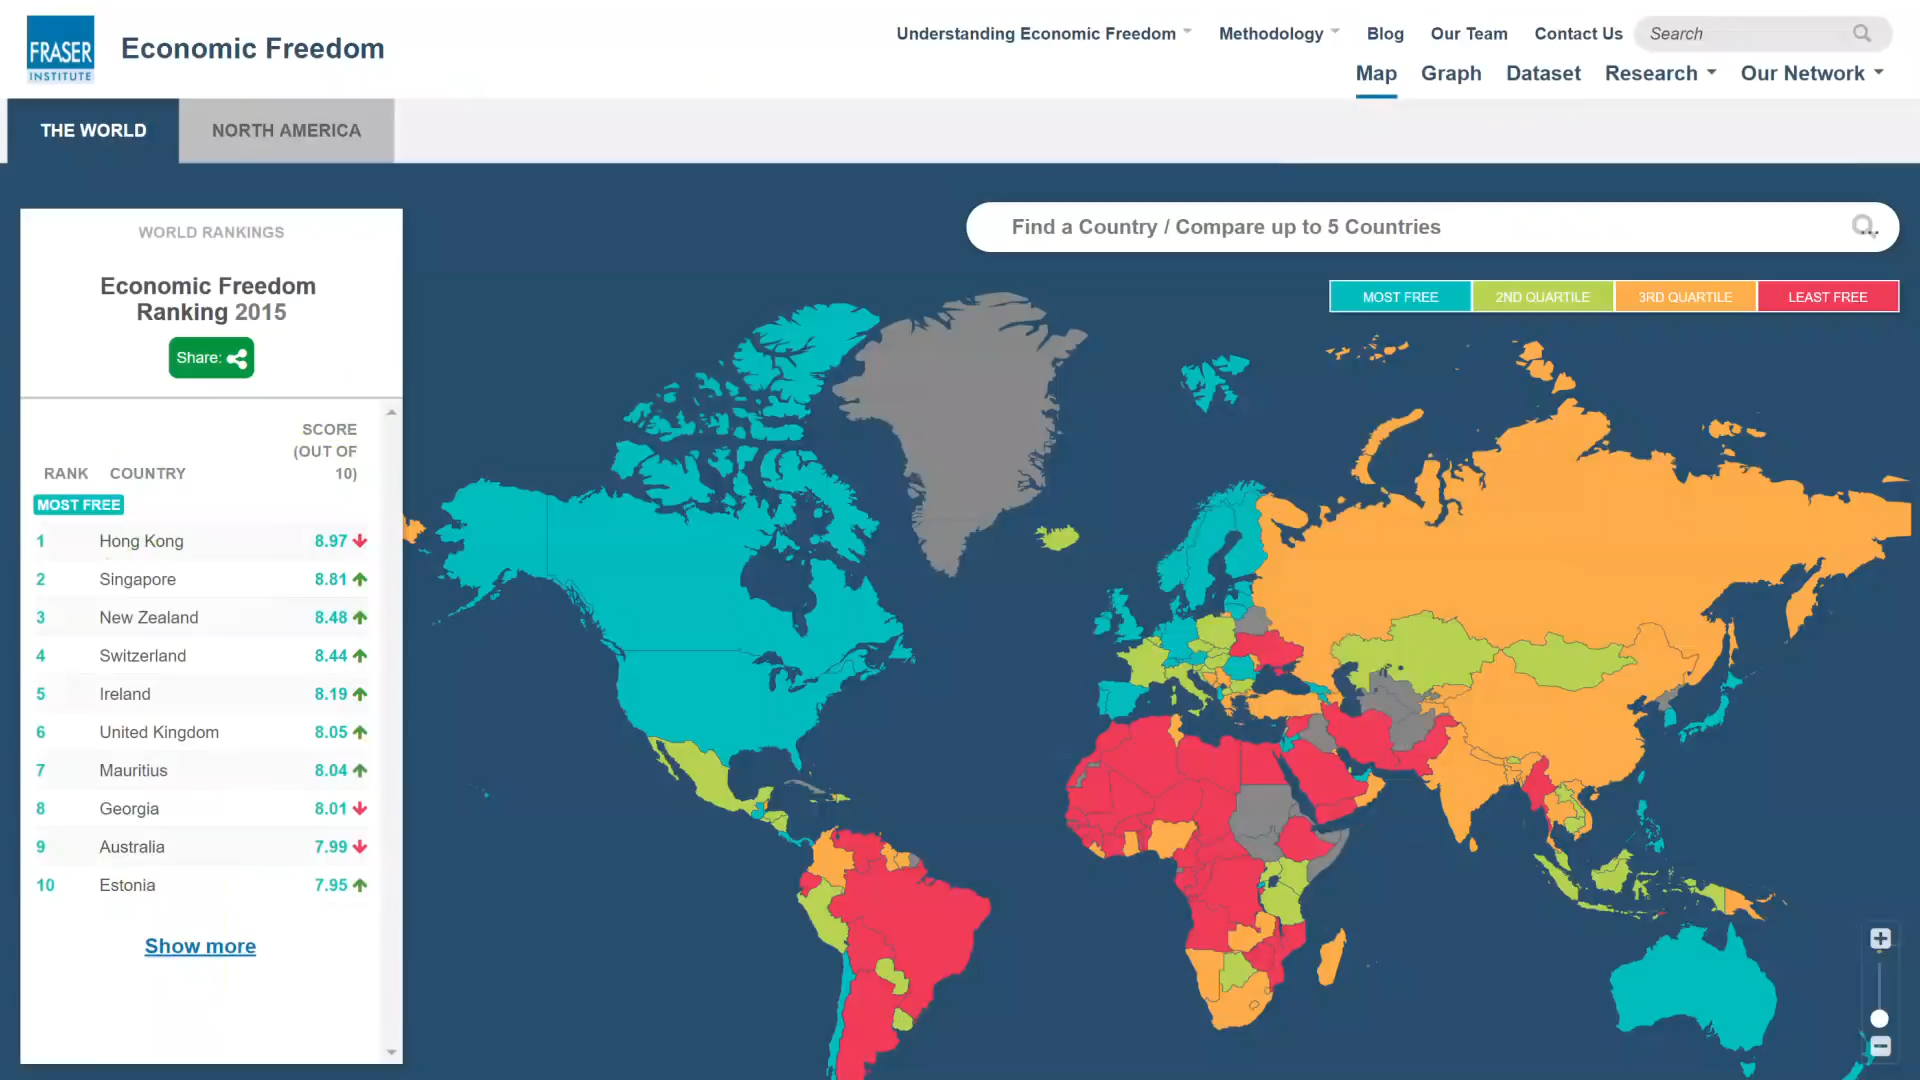 FRASER
INSTITUTE
Economic Freedom
Understanding Economic Freedom
Methodology
Blog
Our Team
Contact Us
Search
Map
Graph
Dataset
Research
Our Network
THE WORLD
NORTH AMERICA
WORLD RANKINGS
Economic Freedom
Ranking 2015
Share:
Find a Country / Compare up to 5 Countries
...
MOST FREE
2ND QUARTILE
3RD QUARTILE
LEAST FREE
SCORE
(OUT OF
RANK COUNTRY 10)
MOST FREE
1 Hong Kong 8.97
2 Singapore 8.81
3 New Zealand 8.48
4 Switzerland 8.44
5 Ireland 8.19
6 United Kingdom 8.05
7 Mauritius 8.04
8 Georgia 8.01
9 Australia 7.99
10 Estonia 7.95
Show more